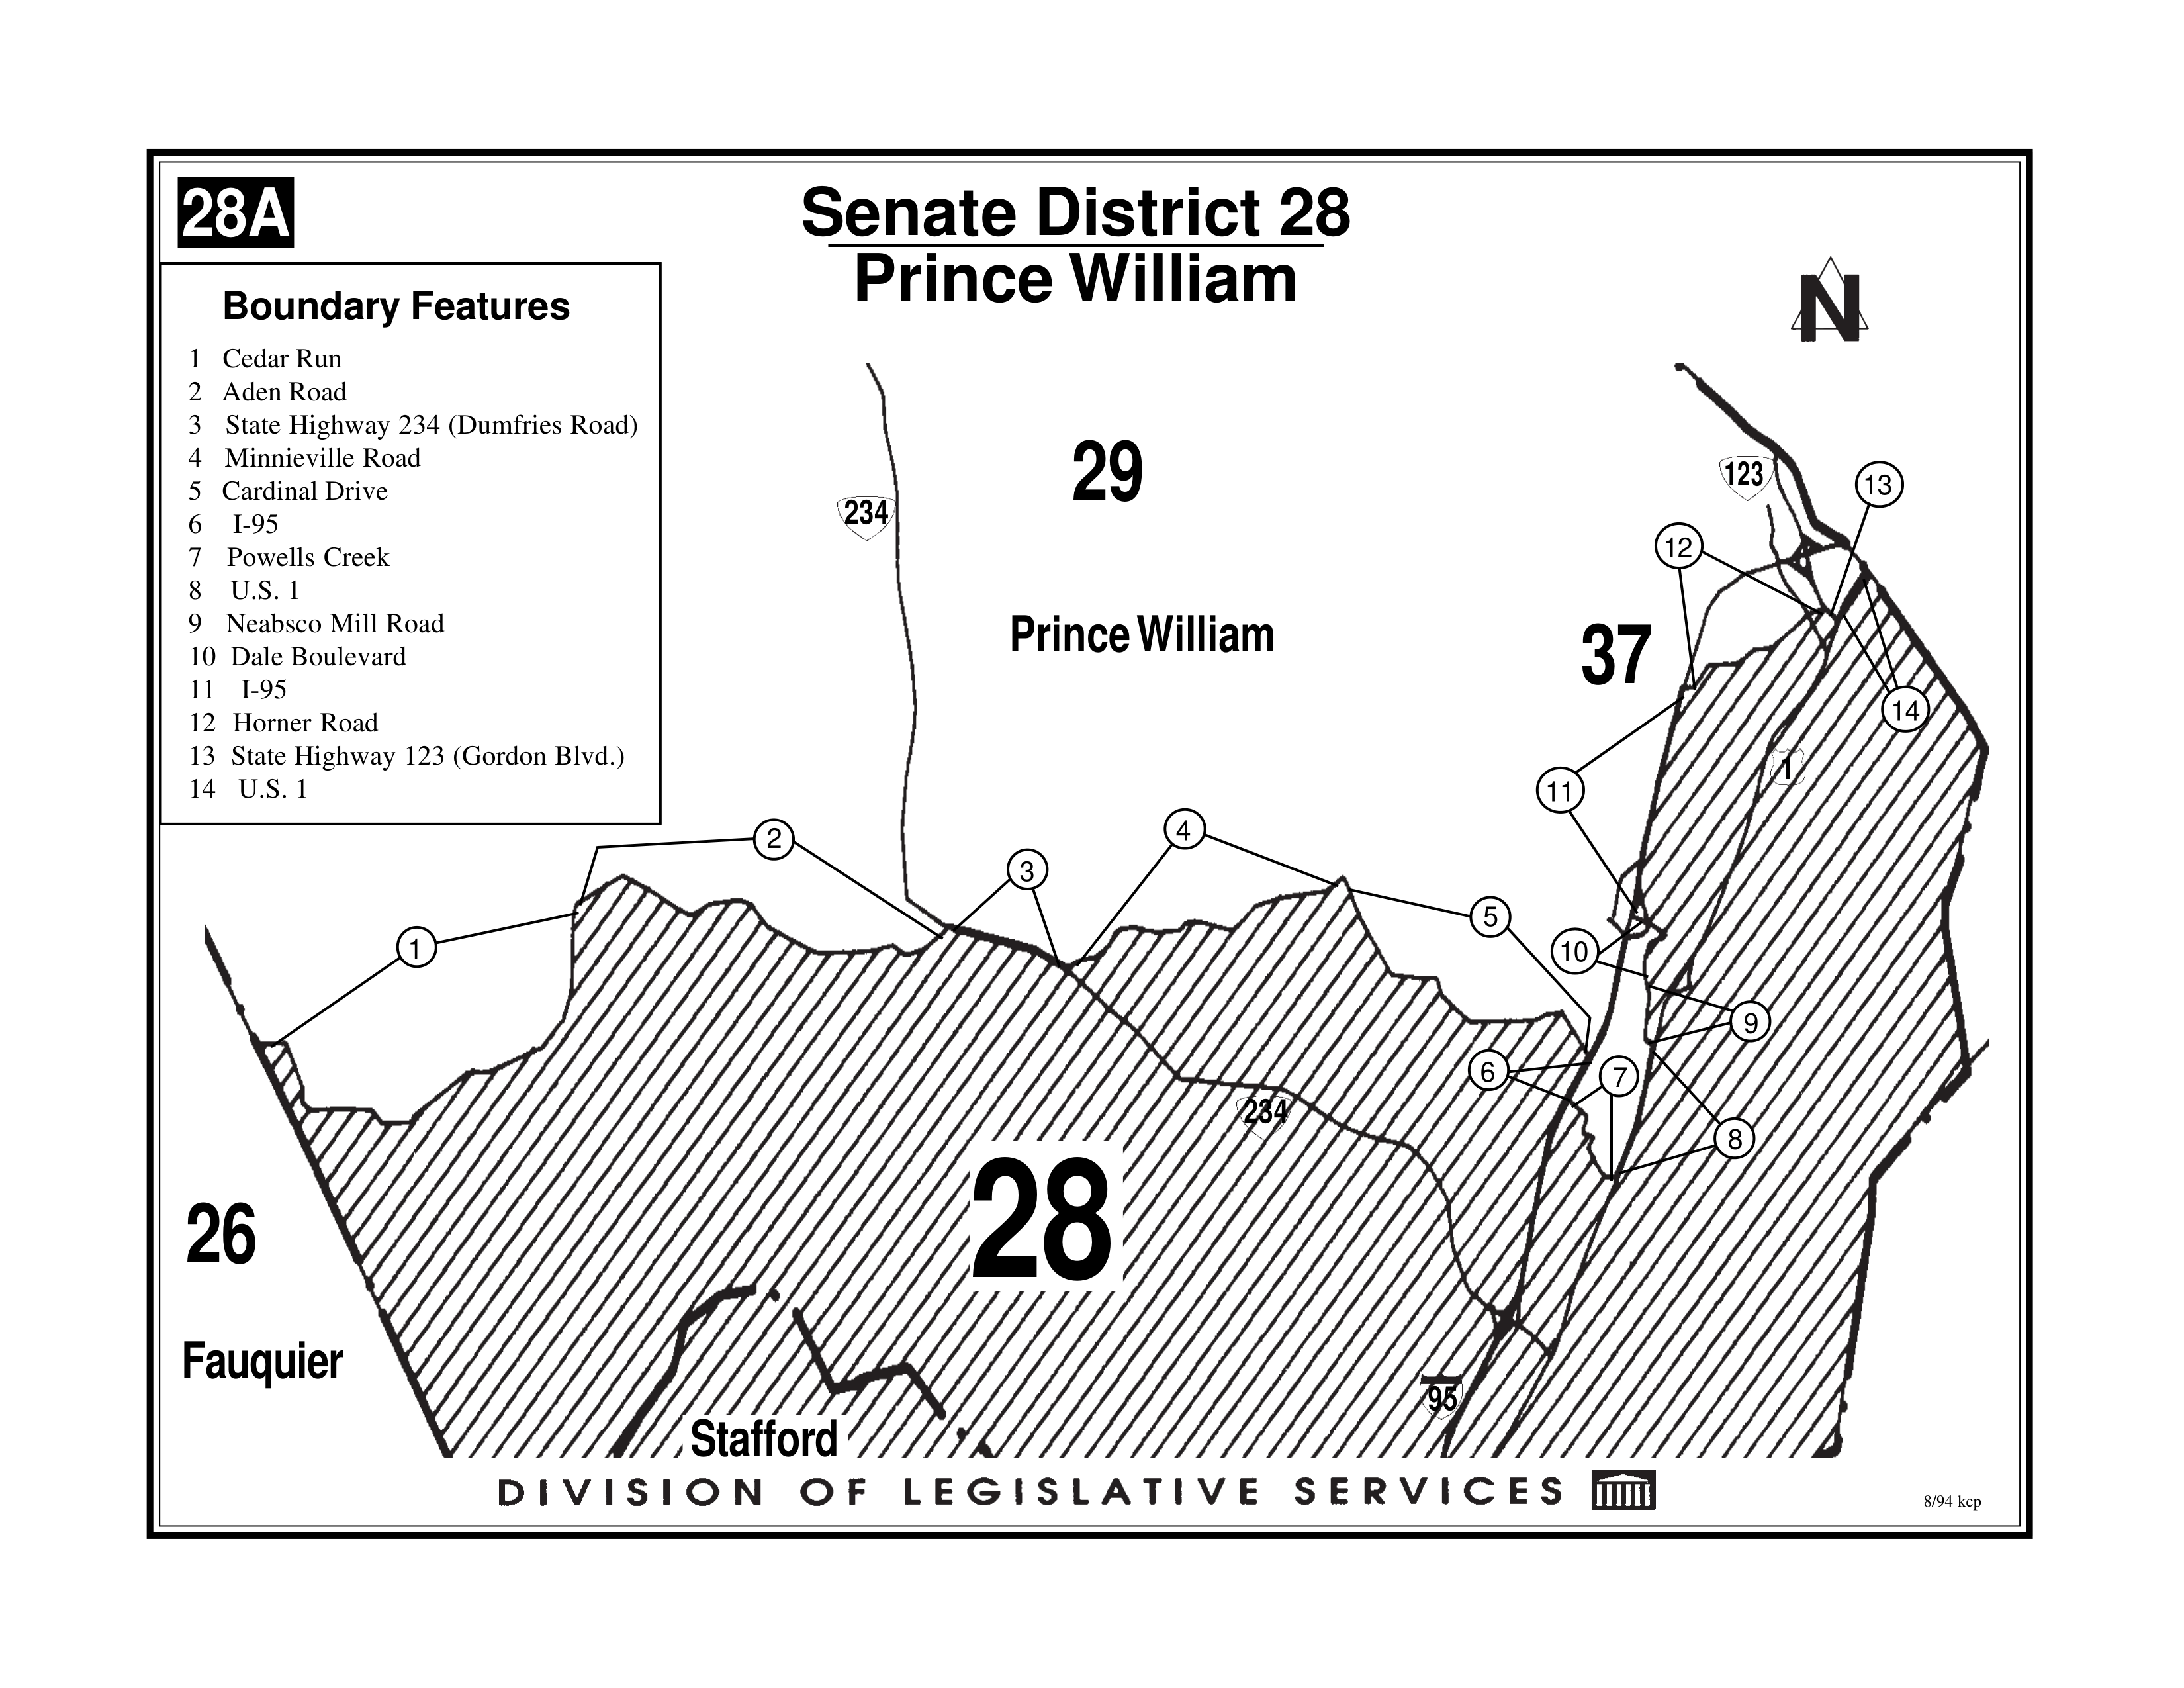 28A
Senate District 28
Prince William
N
Boundary Features
1 Cedar Run
2 Aden Road
3 State Highway 234 (Dumfries Road)
4 Minnieville Road
5 Cardinal Drive
6 I-95
7 Powells Creek
8 U.S. 1
9 Neabsco Mill Road
10 Dale Boulevard
11 I-95
12 Horner Road
13 State Highway 123 (Gordon Blvd.)
14 U.S. 1
29
123
13
234
12
Prince William
37
14
1
11
2
4
3
5
1
10
9
6
7
234
8
28
26
Fauquier
95
Stafford
DIVISION OF LEGISLATIVE SERVICES
8/94 kcp